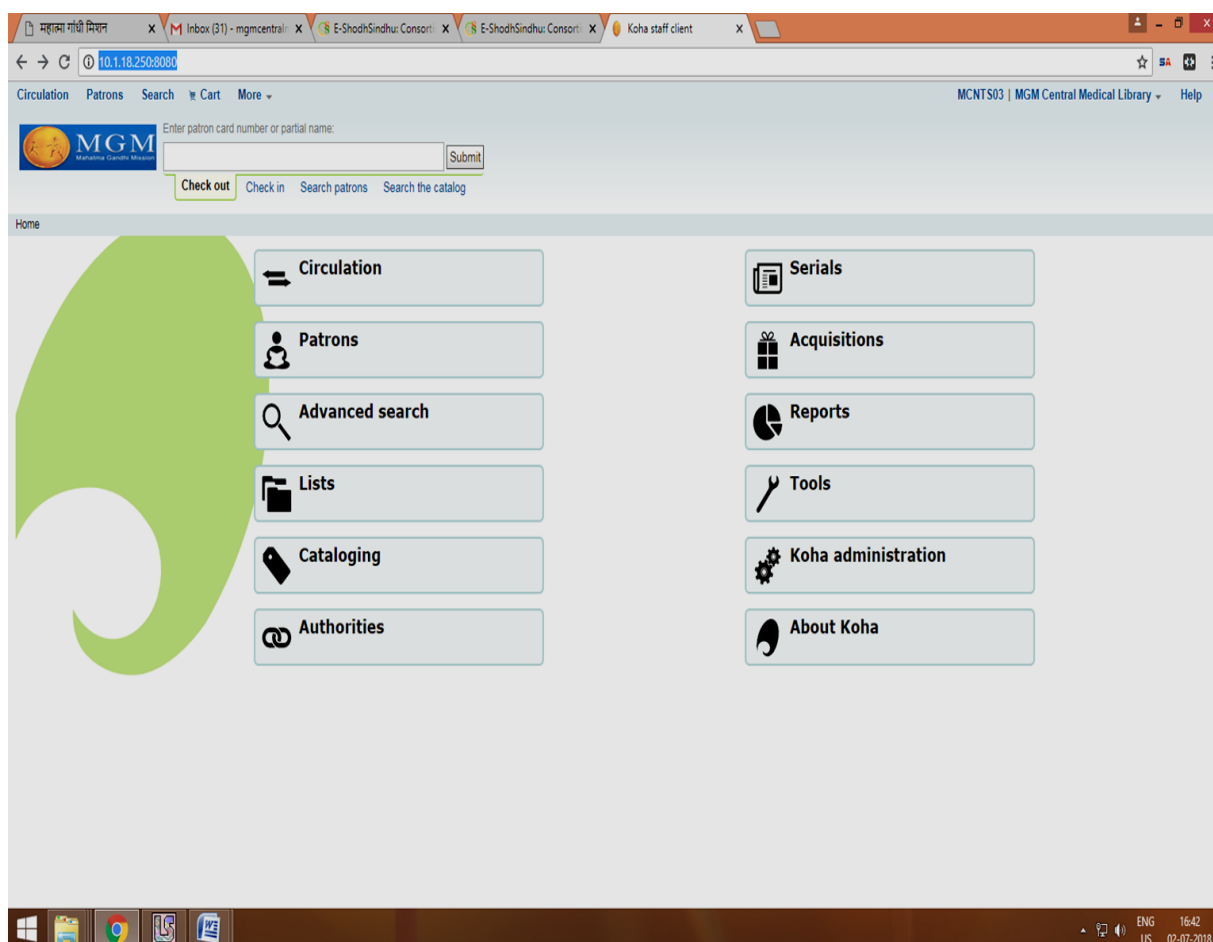 महात्मा गांधी मिशन
Inbox (31) - mgmcentraln
E-ShodhSindhu: Consorti
E-ShodhSindhu: Consorti
Koha staff client
10.1.18.250:8080
Circulation Patrons Search Cart More
MCNTS03 | MGM Central Medical Library Help
MGM
Mahatma Gandhi Mission
Enter patron card number or partial name:
Submit
Check out Check in Search patrons Search the catalog
Home
Circulation
Serials
Patrons
Acquisitions
Advanced search
Reports
Lists
Tools
Cataloging
Koha administration
Authorities
About Koha
ENG 16:42
US 02-07-2018